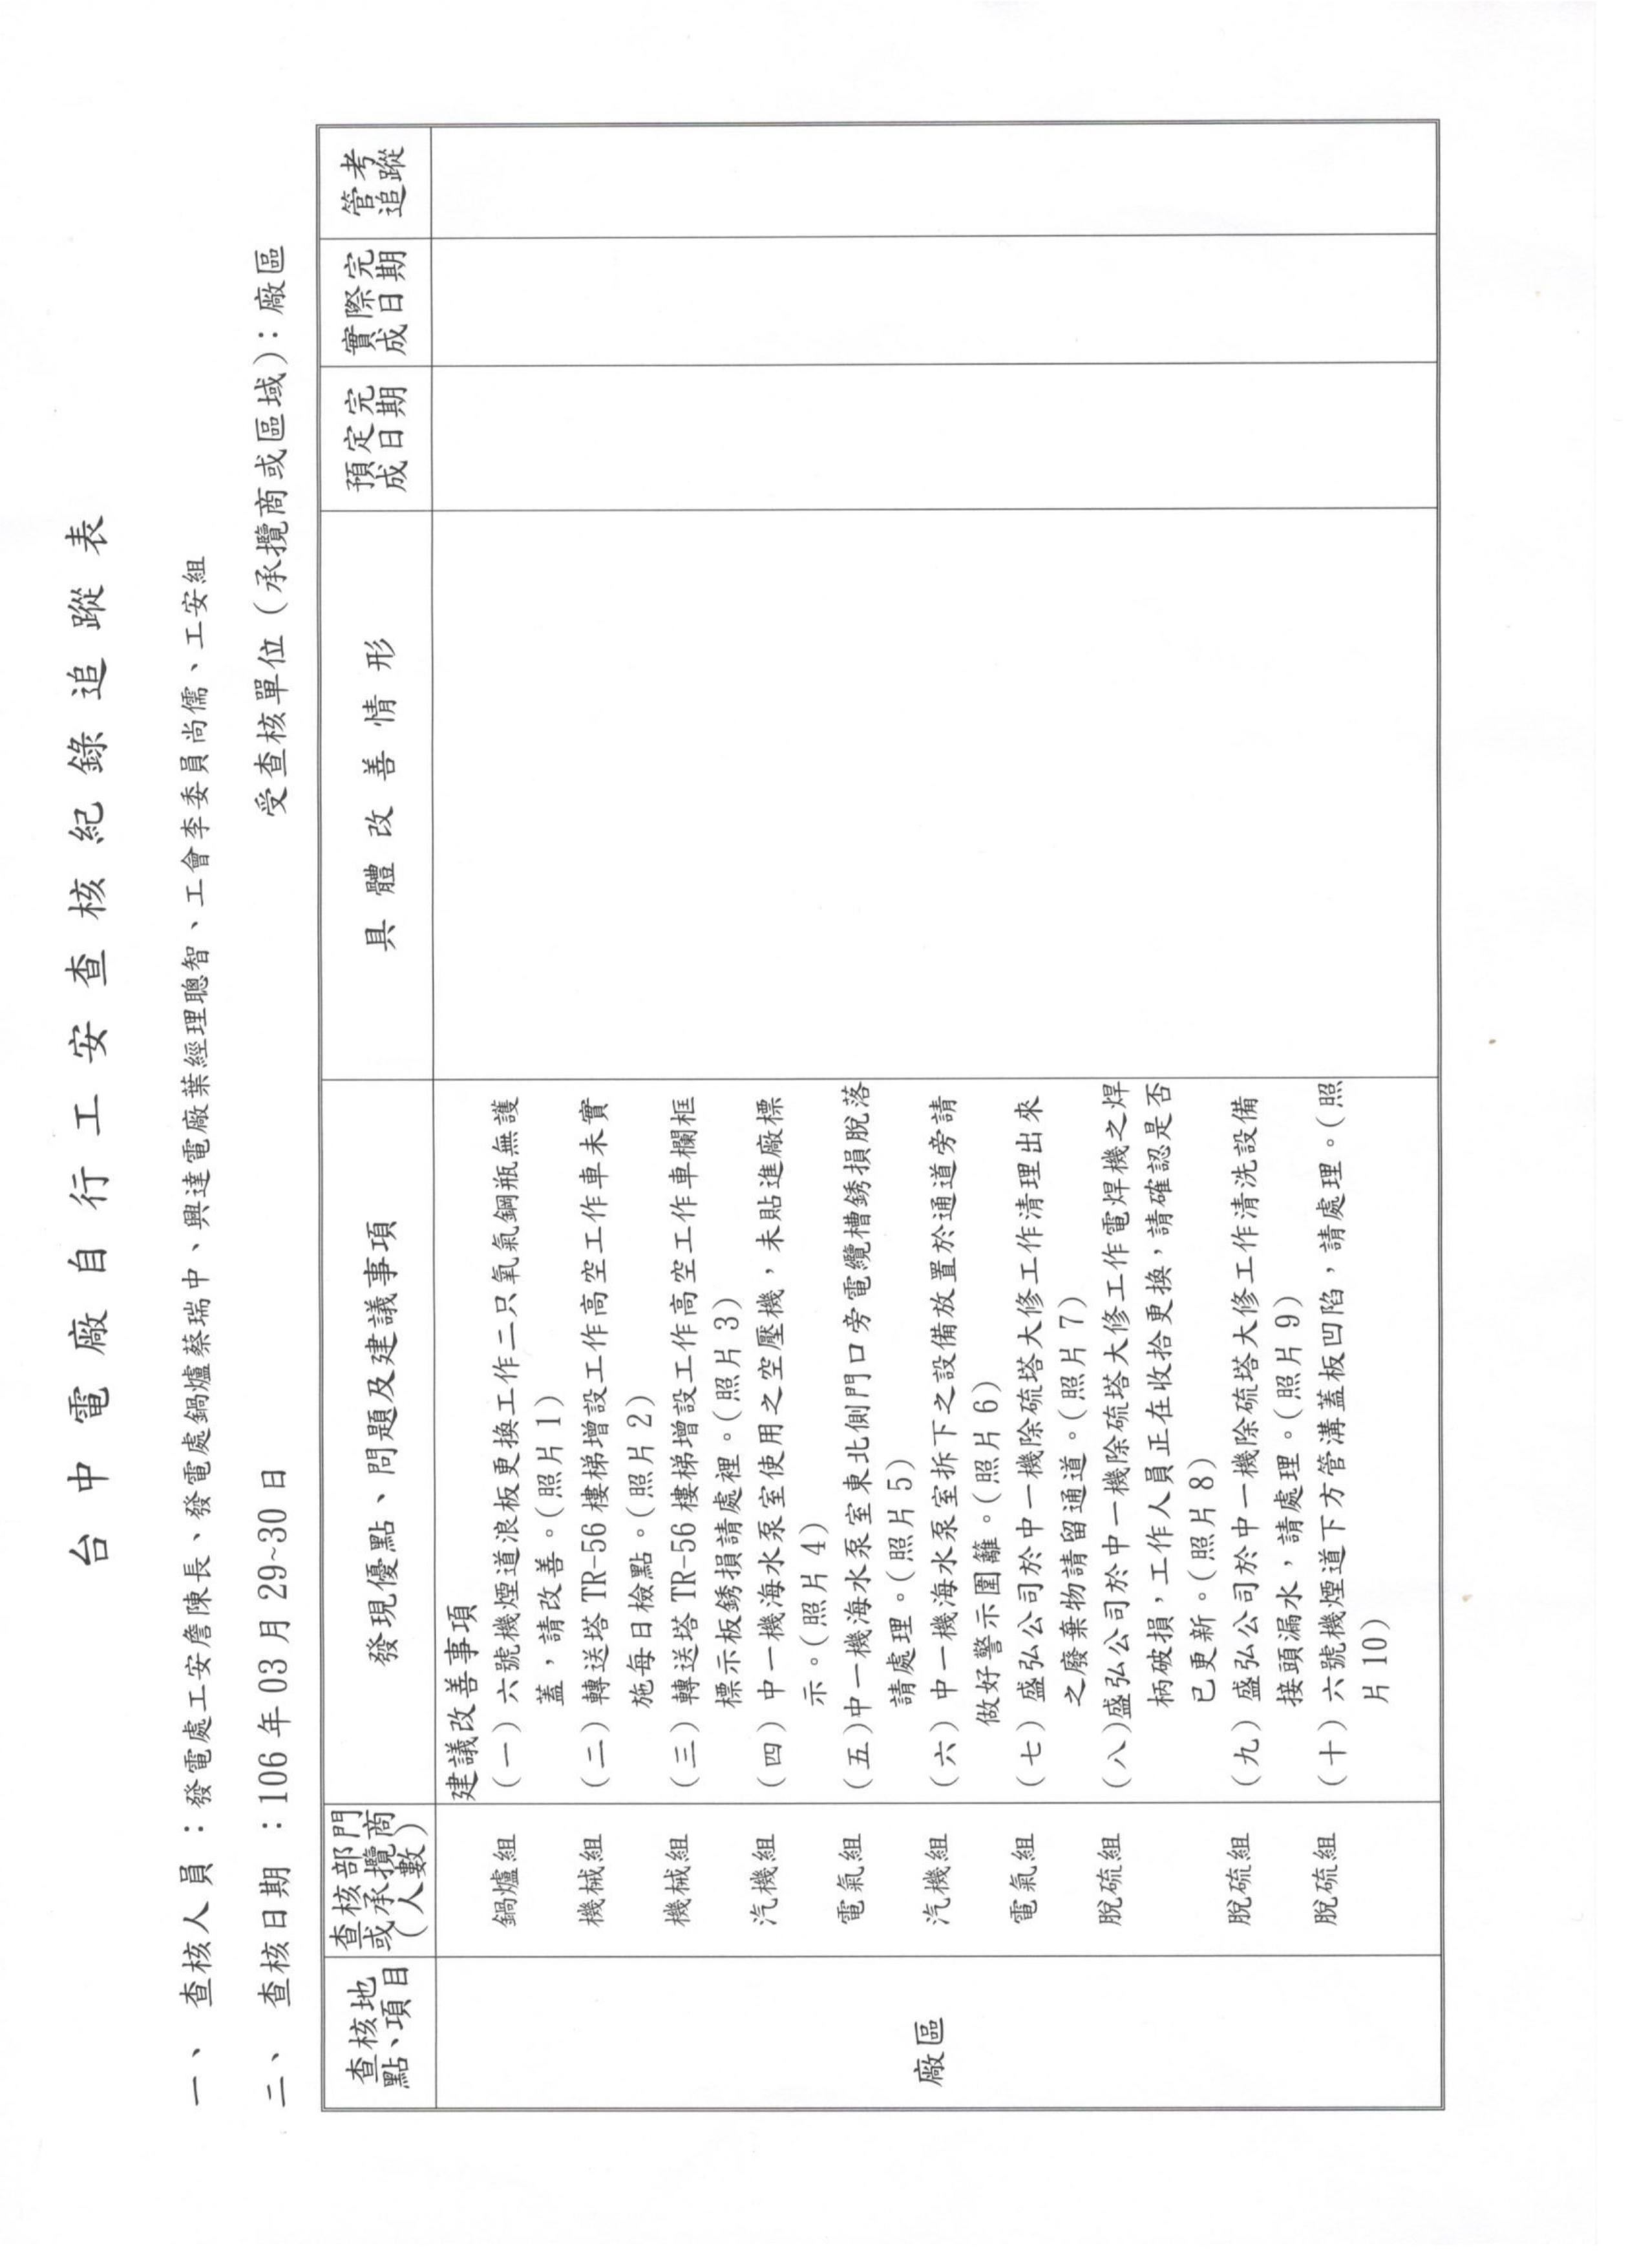 台中電廠自行工安查核紀錄追蹤表
一、 查核人員 ：發電處工安詹陳長、發電處鍋爐蔡瑞中、興達電廠葉經理聰智、工會李委員尚儒、工安組
二、 查核日期 ：106 年 03 月 29~30 日
受查核單位（承攬商或區域）：廠區
查核地
點、項目
查核部門
或承攬商
（人數）
發現優點、問題及建議事項
具體改善情形
預定完
成日期
實際完
成日期
管考
追蹤
廠區
建議改善事項
鍋爐組
（一）六號機煙道浪板更換工作二只氧氣鋼瓶無護
蓋，請改善。（照片 1）
機械組
（二）轉送塔 TR-56 樓梯增設工作高空工作車未實
施每日檢點。（照片 2）
機械組
（三）轉送塔 TR-56 樓梯增設工作高空工作車欄框
標示板銹損請處裡。（照片 3）
汽機組
（四）中一機海水泵室使用之空壓機，未貼進廠標
示。（照片 4）
電氣組
（五）中一機海水泵室東北側門口旁電纜槽銹損脫落
請處理。（照片 5）
汽機組
（六）中一機海水泵室拆下之設備放置於通道旁請
做好警示圍籬。（照片 6）
電氣組
（七）盛弘公司於中一機除硫塔大修工作清理出來
之廢棄物請留通道。（照片 7）
脫硫組
（八）盛弘公司於中一機除硫塔大修工作電焊機之焊
柄破損，工作人員正在收拾更換，請確認是否
已更新。（照片 8）
脫硫組
（九）盛弘公司於中一機除硫塔大修工作清洗設備
接頭漏水，請處理。（照片 9）
脫硫組
（十）六號機煙道下方管溝蓋板凹陷，請處理。（照
片 10）